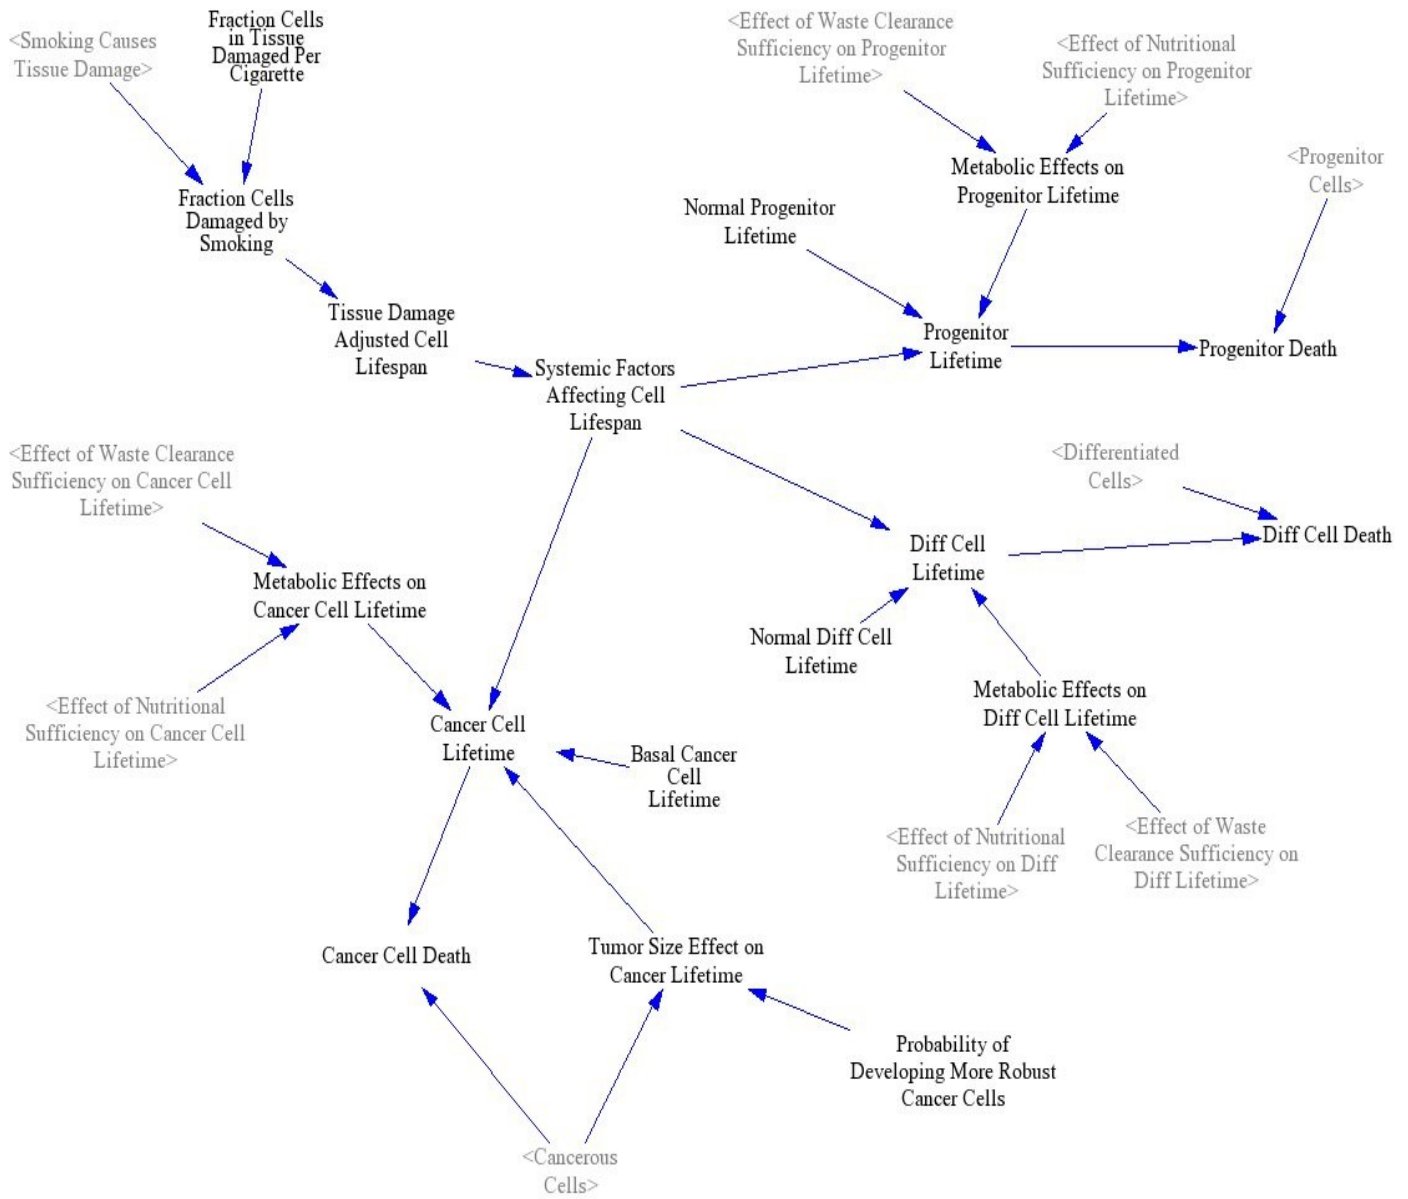 <Smoking Causes
Tissue Damage>
Fraction Cells
in Tissue
Damaged Per
Cigarette
<Effect of Waste Clearance
Sufficiency on Progenitor
Lifetime>
<Effect of Nutritional
Sufficiency on Progenitor
Lifetime>
<Progenitor
Cells>
Metabolic Effects on
Progenitor Lifetime
Fraction Cells
Damaged by
Smoking
Normal Progenitor
Lifetime
Tissue Damage
Adjusted Cell
Lifespan
Progenitor
Lifetime
Progenitor Death
Systemic Factors
Affecting Cell
Lifespan
<Effect of Waste Clearance
Sufficiency on Cancer Cell
Lifetime>
<Differentiated
Cells>
Diff Cell Death
Diff Cell
Lifetime
Metabolic Effects on
Cancer Cell Lifetime
Normal Diff Cell
Lifetime
Metabolic Effects on
Diff Cell Lifetime
<Effect of Nutritional
Sufficiency on Cancer Cell
Lifetime>
Cancer Cell
Lifetime
Basal Cancer
Cell
Lifetime
<Effect of Nutritional
Sufficiency on Diff
Lifetime>
<Effect of Waste
Clearance Sufficiency on
Diff Lifetime>
Cancer Cell Death
Tumor Size Effect on
Cancer Lifetime
Probability of
Developing More Robust
Cancer Cells
<Cancerous
Cells>